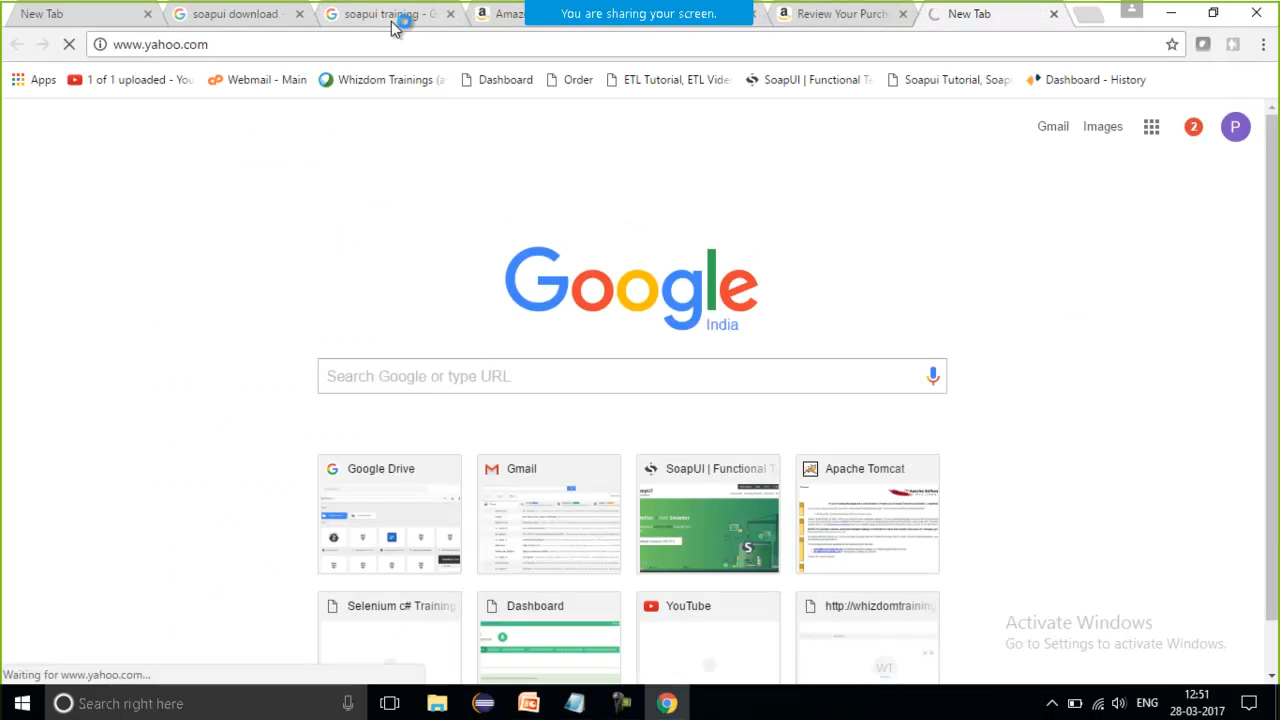 New Tab
soapui download -
soapui training - G
Amaz
You are sharing your screen.
Review Your Purch
New Tab
www.yahoo.com
Apps
1 of 1 uploaded - You
Webmail - Main
Whizdom Trainings (a
Dashboard
Order
ETL Tutorial, ETL Vide
SoapUI | Functional Te
Soapui Tutorial, Soap
Dashboard - History
Gmail
Images
2
P
Google
India
Search Google or type URL
Google Drive
Gmail
SoapUI | Functional T
Apache Tomcat
Selenium c# Training
Dashboard
YouTube
http://whizdomtraining
WT
Activate Windows
Go to Settings to activate Windows.
Waiting for www.yahoo.com...
Search right here
ENG
12:51
28-03-2017